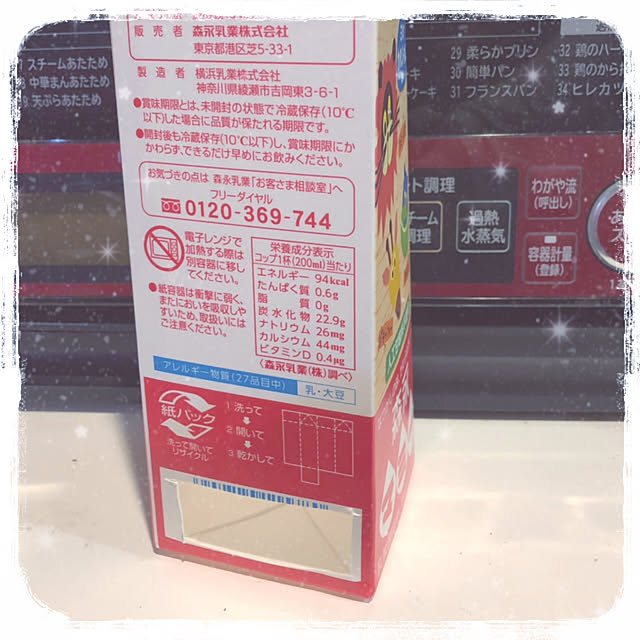 販売者 森永乳業株式会社
東京都港区芝5-33-1
製造者 横浜乳業株式会社
神奈川県綾瀬市吉岡東3-6-1
●賞味期限とは、未開封の状態で冷蔵保存(10℃
以下)した場合に品質が保たれる期限です。
●開封後も冷蔵保存(10℃以下)し、賞味期限にか
かわらず、できるだけ早めにお飲みください。
お気づきの点は 森永乳業「お客さま相談室」へ
フリーダイヤル
0120-369-744
電子レンジで
加熱する際は
別容器に移し
てください。
●紙容器は衝撃に弱く、
またにおいを吸収しや
すいため、取扱いには
ご注意ください。
栄養成分表示
コップ1杯(200ml)当たり
エネルギー 94kcal
たんぱく質 0.6g
脂質 0g
炭水化物 22.9g
ナトリウム 26mg
カルシウム 44mg
ビタミンD 0.4μg
〈森永乳業(株)調べ〉
アレルギー物質(27品目中) 乳・大豆
紙パック
洗って開いて
リサイクル
1 洗って
2 開いて
3 乾かして
スチームあたため
中華まんあたため
天ぷらあたため
29 柔らかプリン
30 簡単パン
31 フランスパン
32 鶏のハー
33 鶏のから
34 ヒレカツ
ケーキ
ト調理
チーム
調理
過熱
水蒸気
わがや流
(呼出し)
容器計量
(登録)